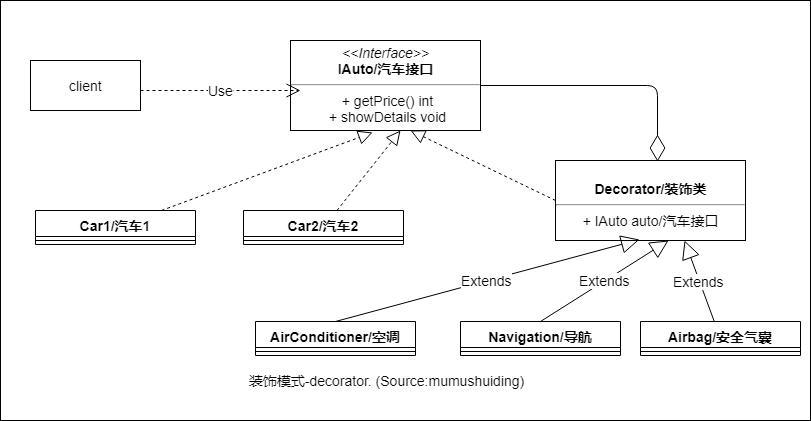 <<Interface>>
IAuto/汽车接口
client
Use
+ getPrice() int
+ showDetails void
Decorator/装饰类
+ IAuto auto/汽车接口
Car1/汽车1
Car2/汽车2
Extends
Extends
Extends
AirConditioner/空调
Navigation/导航
Airbag/安全气囊
装饰模式-decorator. (Source:mumushuiding)